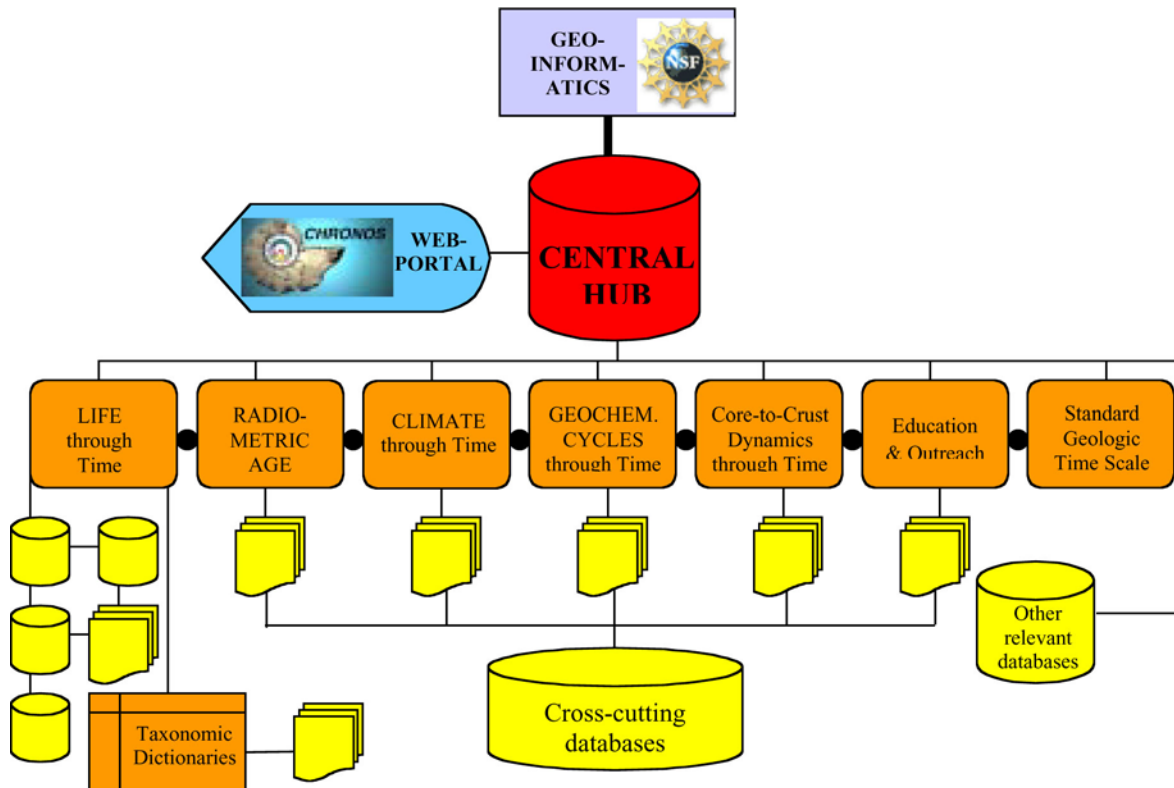 GEO-
INFORM-
ATICS
NSF
CHRONOS
WEB-
PORTAL
CENTRAL
HUB
LIFE
through
Time
RADIO-
METRIC
AGE
CLIMATE
through Time
GEOCHEM.
CYCLES
through Time
Core-to-Crust
Dynamics
through Time
Education
& Outreach
Standard
Geologic
Time Scale
Other
relevant
databases
Cross-cutting
databases
Taxonomic
Dictionaries